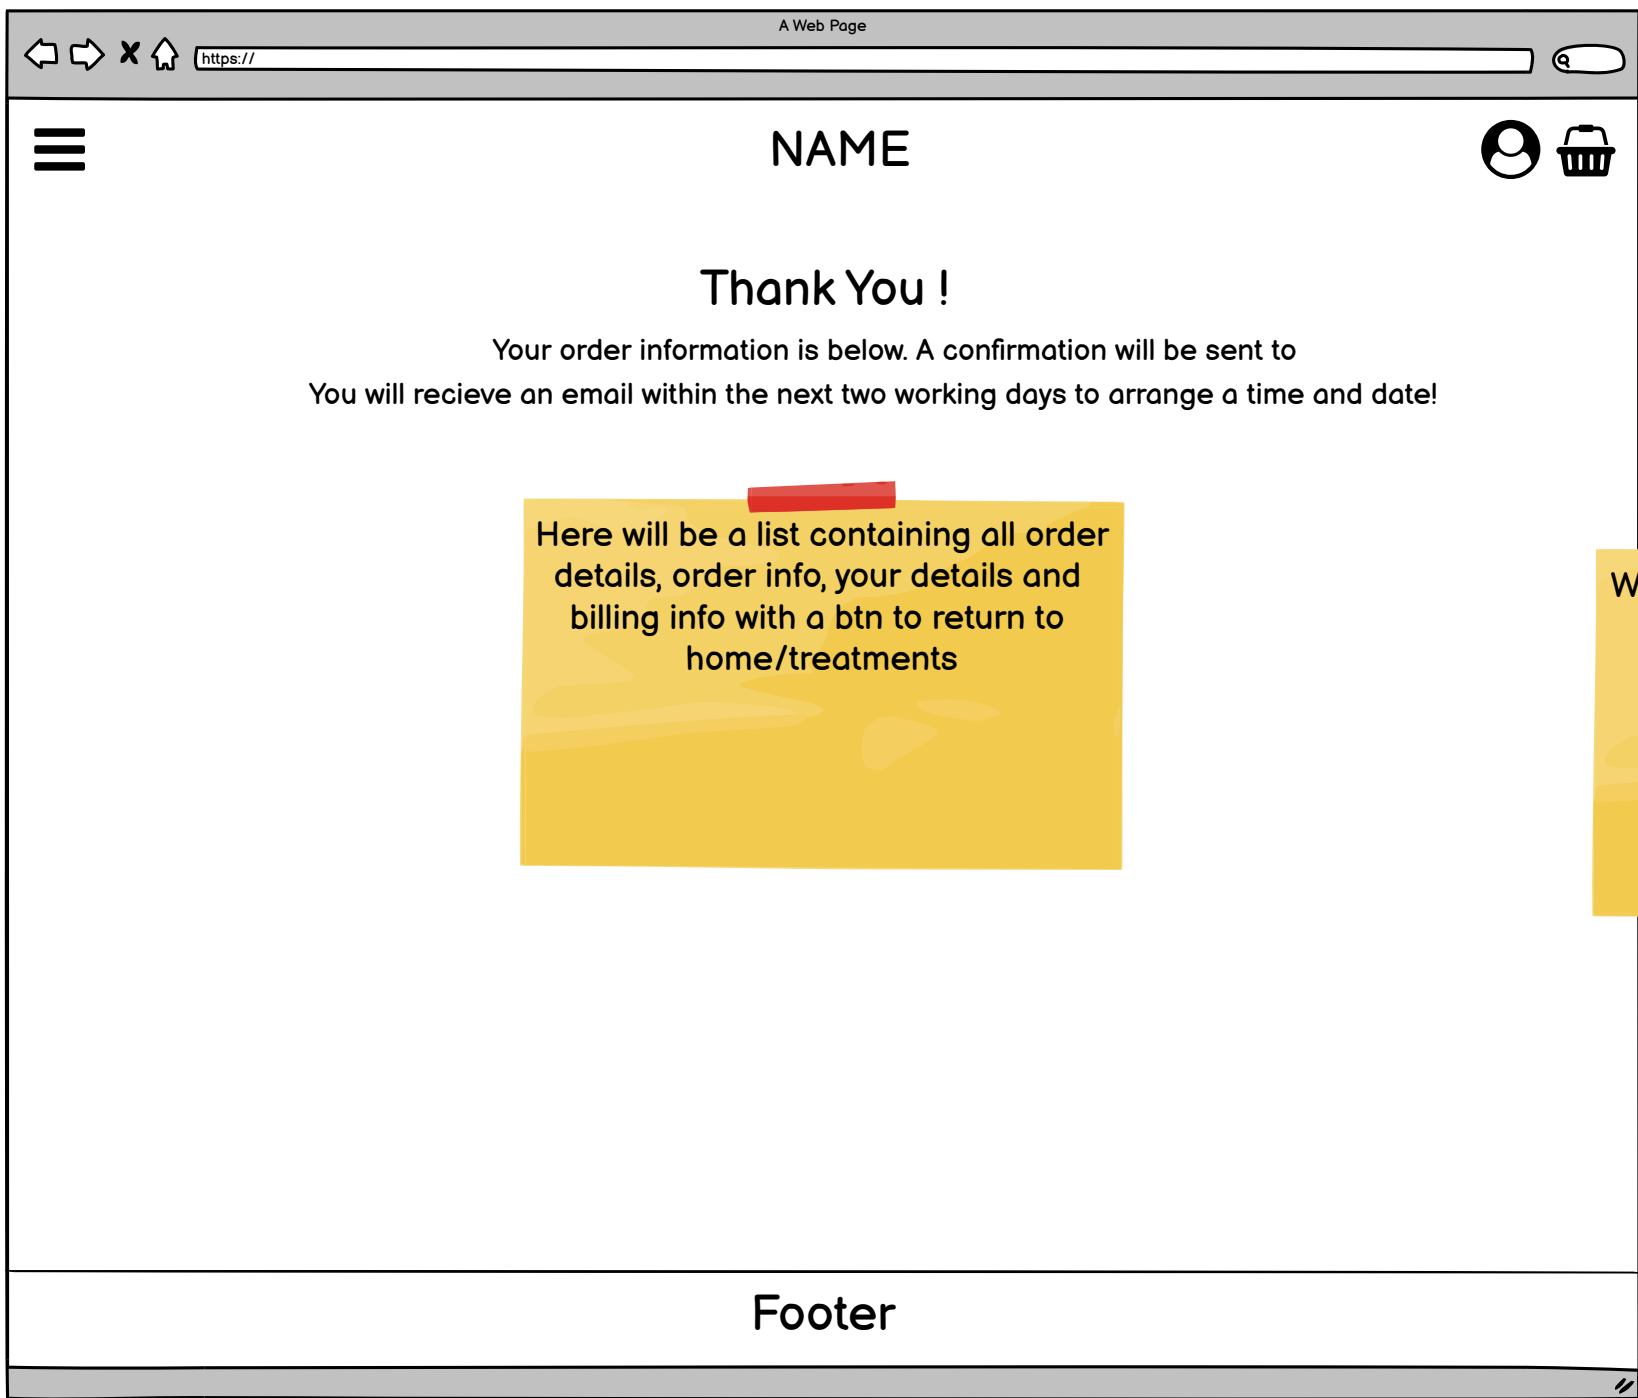 A Web Page
https://
NAME
Thank You !
Your order information is below. A confirmation will be sent to
You will recieve an email within the next two working days to arrange a time and date!
Here will be a list containing all order
details, order info, your details and
billing info with a btn to return to
home/treatments
W
Footer